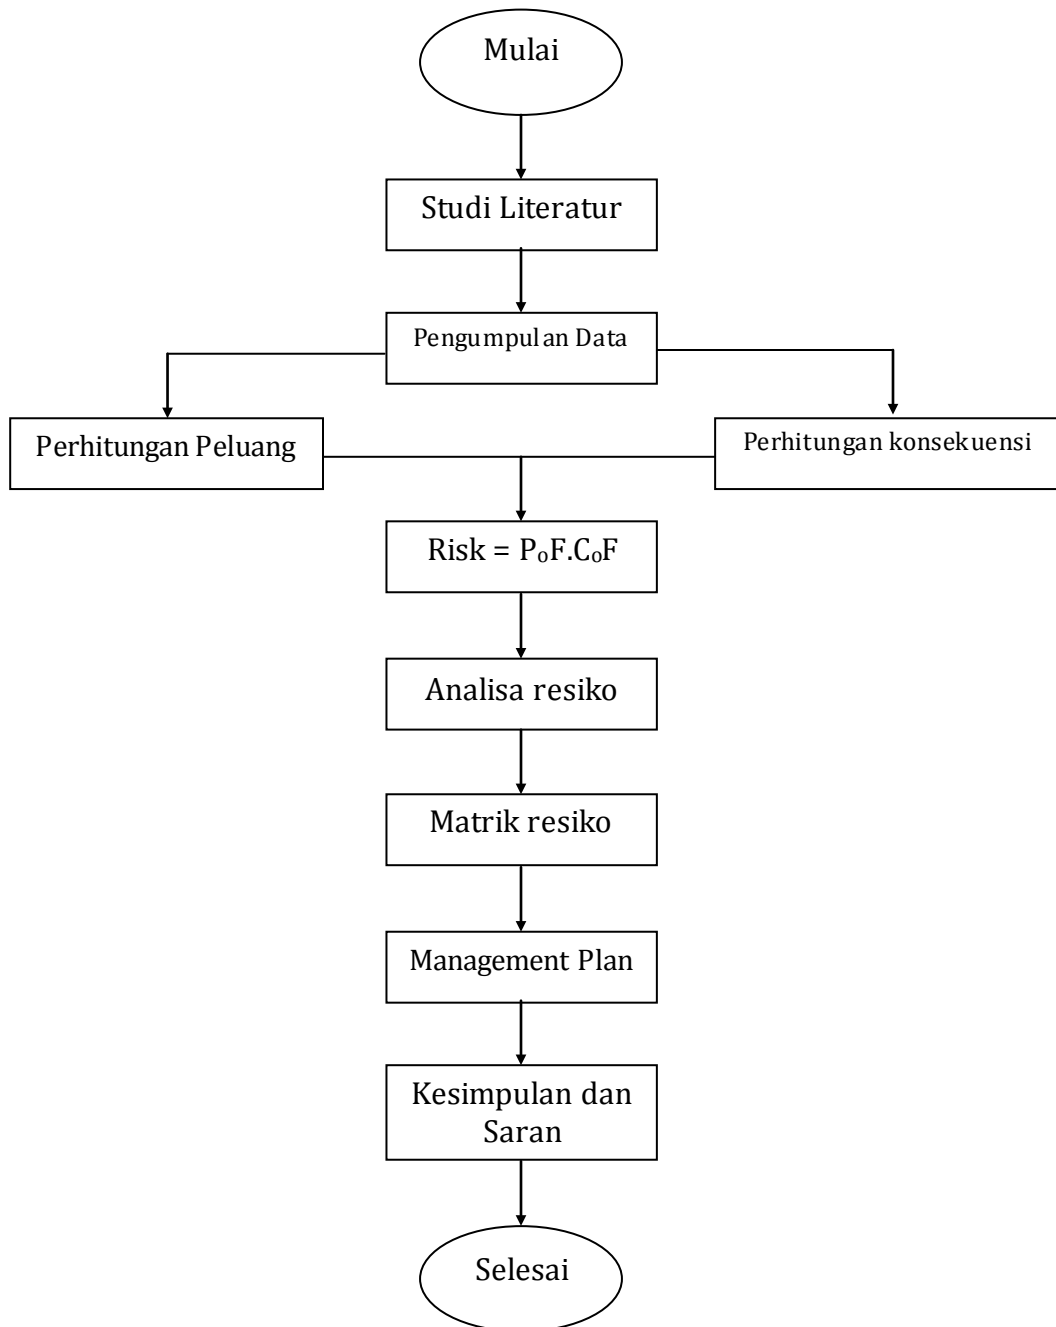 Mulai
Studi Literatur
Pengumpulan Data
Perhitungan Peluang
Perhitungan konsekuensi
Risk = PₒF.CₒF
Analisa resiko
Matrik resiko
Management Plan
Kesimpulan dan
Saran
Selesai